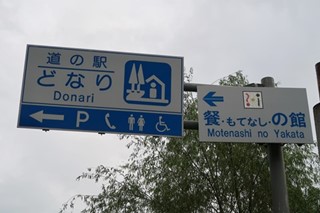 道の駅
どなり
Donari
P
餐・もてなし・の館
Motenashi no Yakata